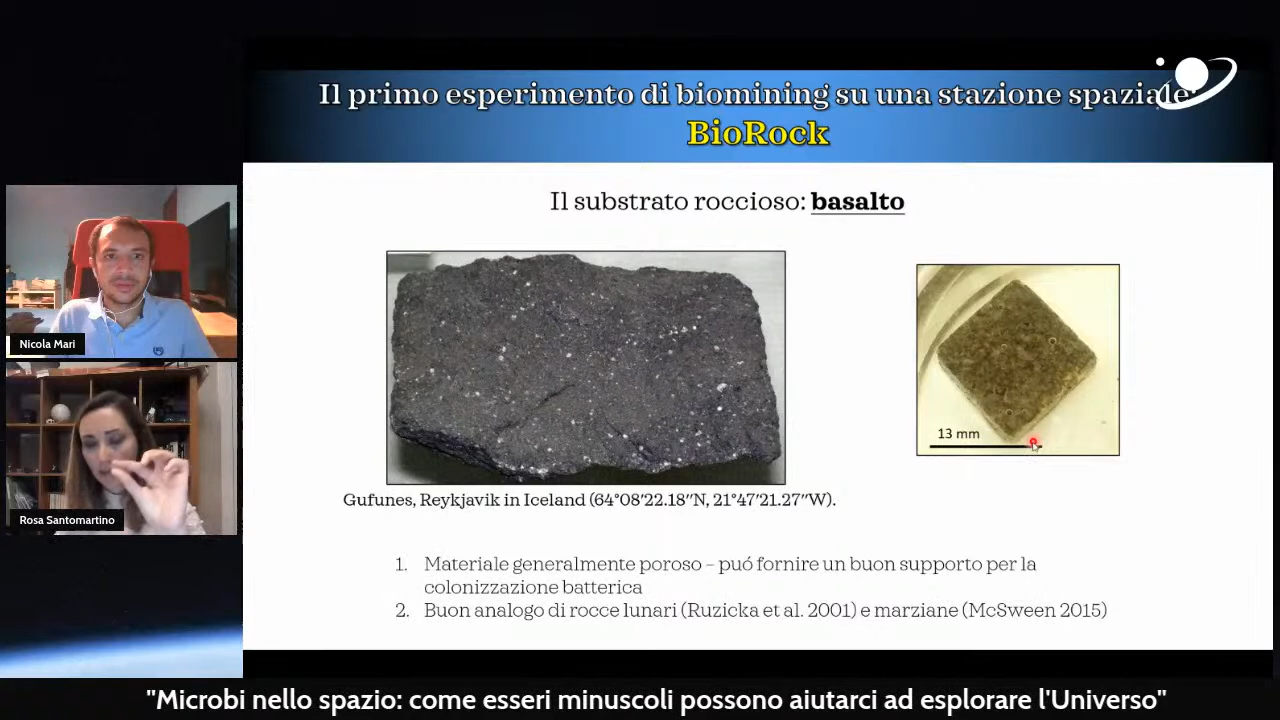 Il primo esperimento di biomining su una stazione spaziale:
BioRock
Il substrato roccioso: basalto
13 mm
Gufunes, Reykjavik in Iceland (64°08′22.18″N, 21°47′21.27″W).
1. Materiale generalmente poroso – puó fornire un buon supporto per la
colonizzazione batterica
2. Buon analogo di rocce lunari (Ruzicka et al. 2001) e marziane (McSween 2015)
Nicola Mari
Rosa Santomartino
"Microbi nello spazio: come esseri minuscoli possono aiutarci ad esplorare l'Universo"